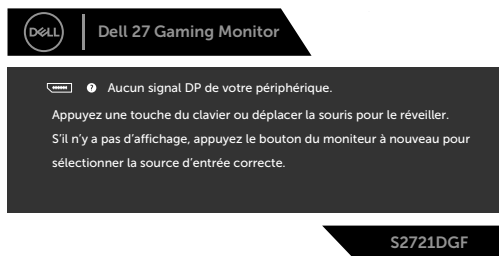 DELL
Dell 27 Gaming Monitor
? Aucun signal DP de votre périphérique.
Appuyez une touche du clavier ou déplacer la souris pour le réveiller.
S'il n'y a pas d'affichage, appuyez le bouton du moniteur à nouveau pour
sélectionner la source d'entrée correcte.
S2721DGF